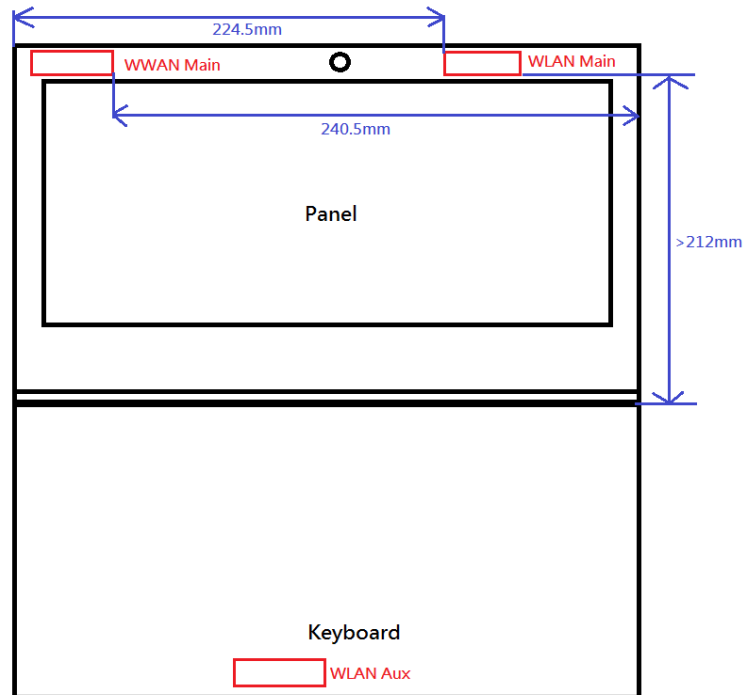 224.5mm
WWAN Main
WLAN Main
240.5mm
Panel
>212mm
Keyboard
WLAN Aux